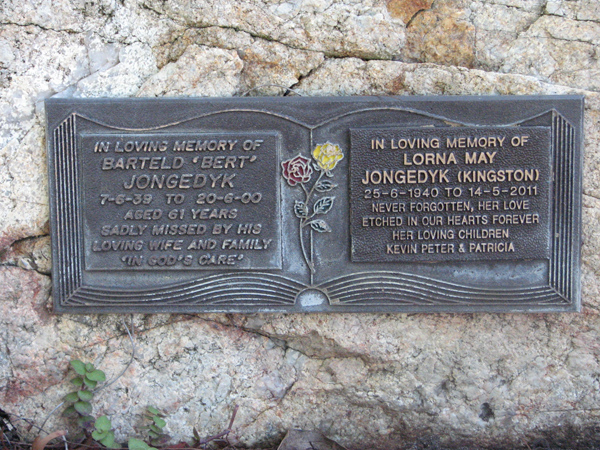 IN LOVING MEMORY OF
BARTELD "BERT"
JONGEDYK
7-6-39 TO 20-6-00
AGED 61 YEARS
SADLY MISSED BY HIS
LOVING WIFE AND FAMILY
"IN GOD'S CARE"
IN LOVING MEMORY OF
LORNA MAY
JONGEDYK (KINGSTON)
25-6-1940 TO 14-5-2011
NEVER FORGOTTEN, HER LOVE
ETCHED IN OUR HEARTS FOREVER
HER LOVING CHILDREN
KEVIN PETER & PATRICIA